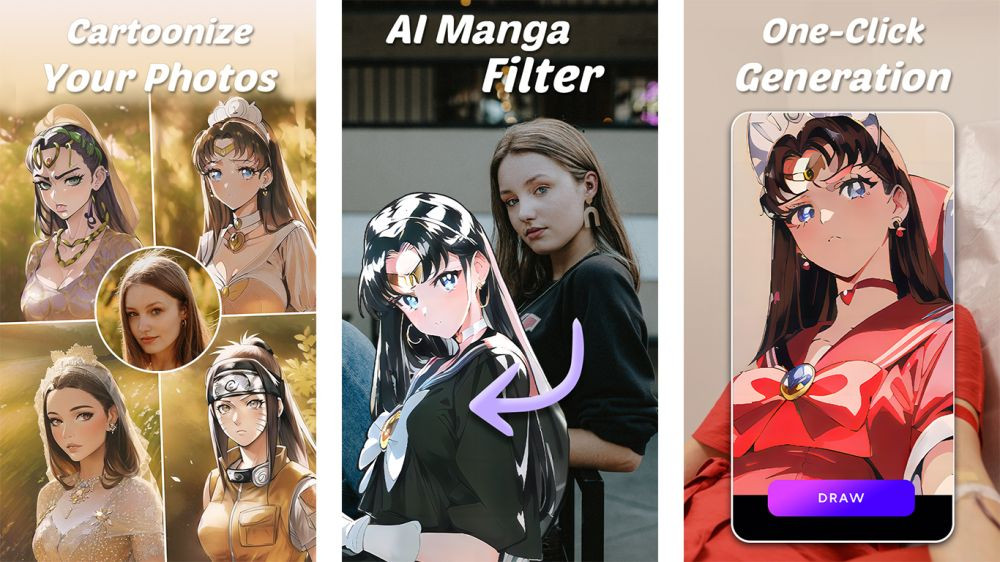 Cartoonize
Your Photos
AI Manga
Filter
One-Click
Generation
DRAW